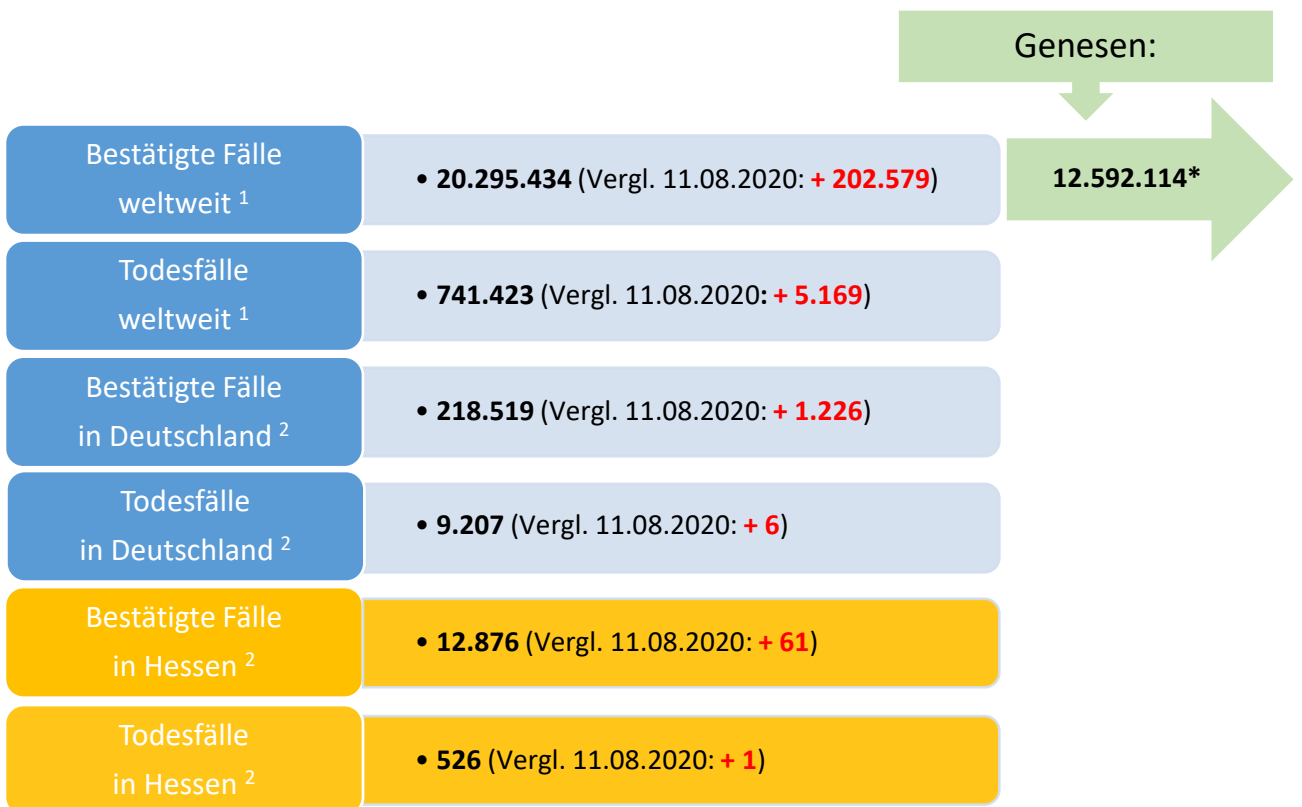 Genesen:
Bestätigte Fälle
weltweit ¹
• 20.295.434 (Vergl. 11.08.2020: + 202.579)
12.592.114*
Todesfälle
weltweit ¹
• 741.423 (Vergl. 11.08.2020: + 5.169)
Bestätigte Fälle
in Deutschland ²
• 218.519 (Vergl. 11.08.2020: + 1.226)
Todesfälle
in Deutschland ²
• 9.207 (Vergl. 11.08.2020: + 6)
Bestätigte Fälle
in Hessen ²
• 12.876 (Vergl. 11.08.2020: + 61)
Todesfälle
in Hessen ²
• 526 (Vergl. 11.08.2020: + 1)